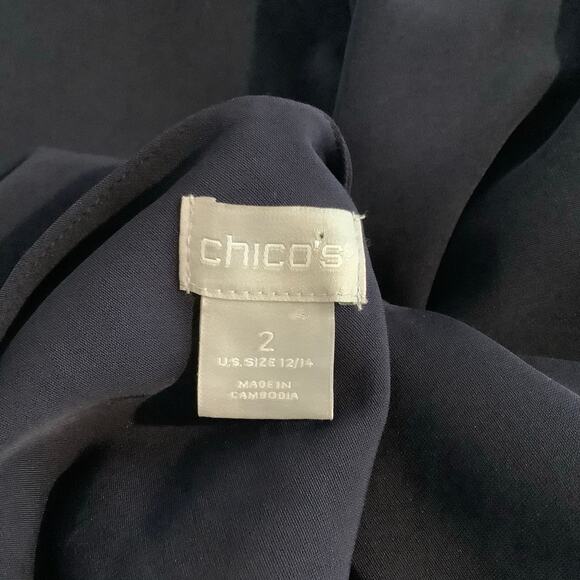 chico's
2
U.S. SIZE 12/14
MADE IN
CAMBODIA